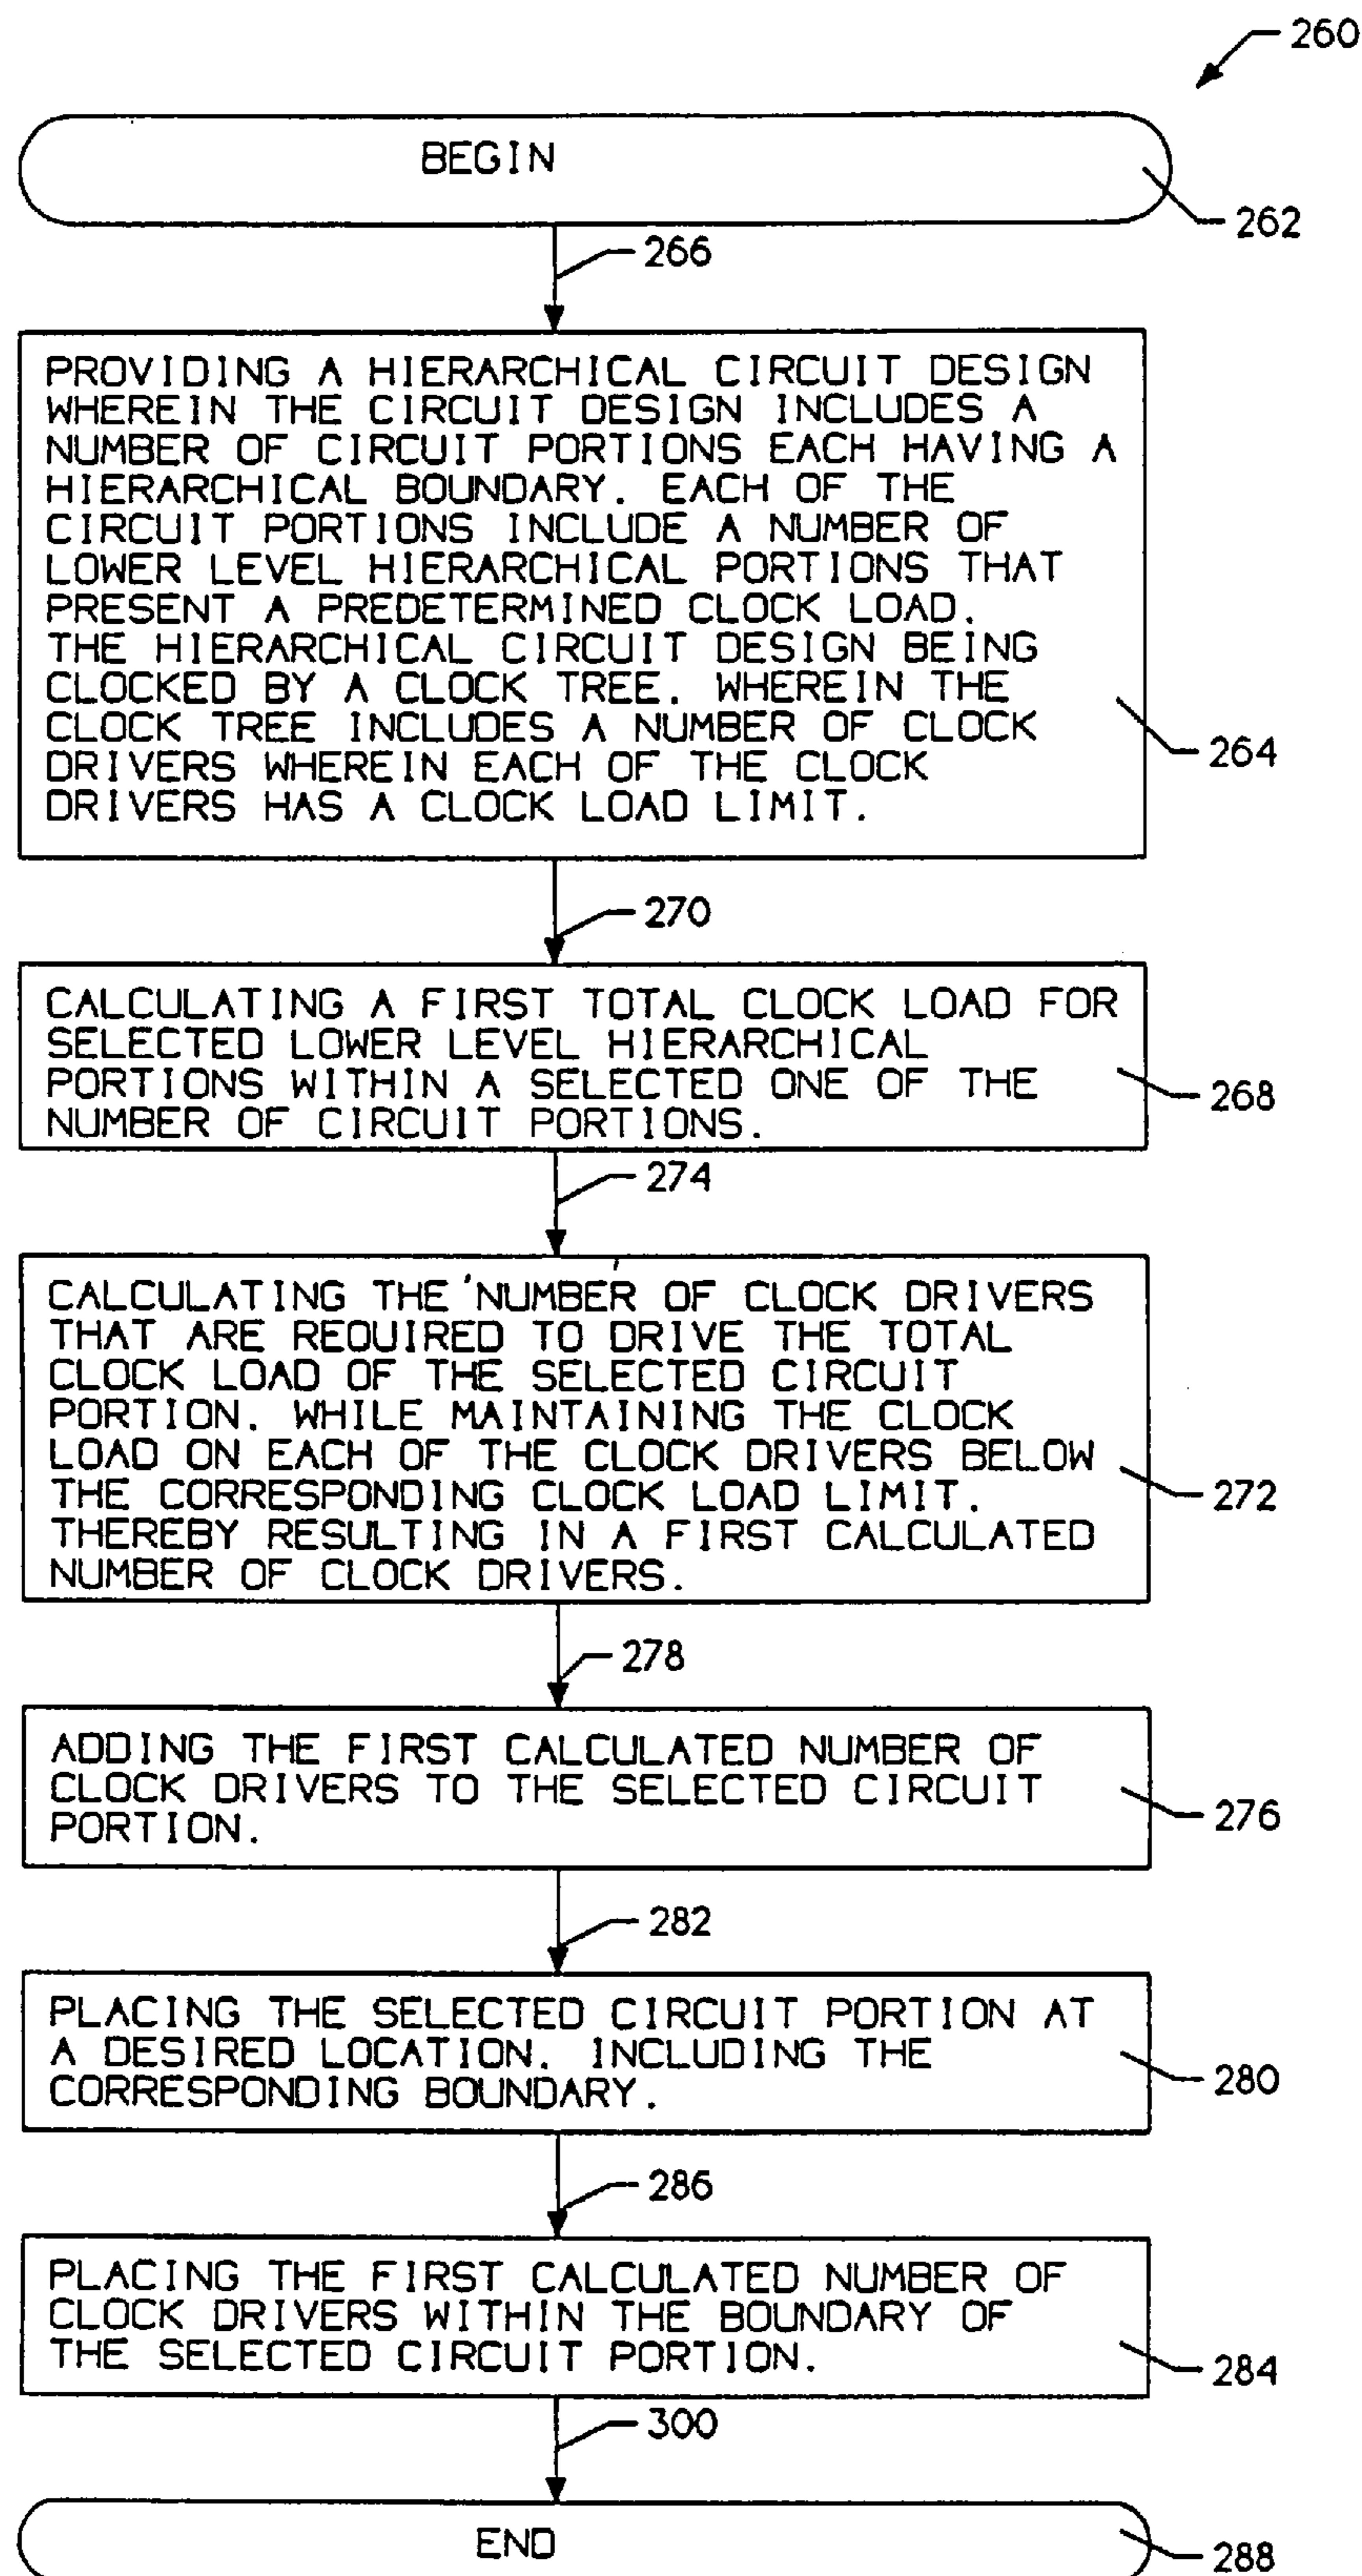 260
BEGIN
262
266
PROVIDING A HIERARCHICAL CIRCUIT DESIGN
WHEREIN THE CIRCUIT DESIGN INCLUDES A
NUMBER OF CIRCUIT PORTIONS EACH HAVING A
HIERARCHICAL BOUNDARY. EACH OF THE
CIRCUIT PORTIONS INCLUDE A NUMBER OF
LOWER LEVEL HIERARCHICAL PORTIONS THAT
PRESENT A PREDETERMINED CLOCK LOAD.
THE HIERARCHICAL CIRCUIT DESIGN BEING
CLOCKED BY A CLOCK TREE. WHEREIN THE
CLOCK TREE INCLUDES A NUMBER OF CLOCK
DRIVERS WHEREIN EACH OF THE CLOCK
DRIVERS HAS A CLOCK LOAD LIMIT.
264
270
CALCULATING A FIRST TOTAL CLOCK LOAD FOR
SELECTED LOWER LEVEL HIERARCHICAL
PORTIONS WITHIN A SELECTED ONE OF THE
NUMBER OF CIRCUIT PORTIONS.
268
274
CALCULATING THE NUMBER OF CLOCK DRIVERS
THAT ARE REQUIRED TO DRIVE THE TOTAL
CLOCK LOAD OF THE SELECTED CIRCUIT
PORTION. WHILE MAINTAINING THE CLOCK
LOAD ON EACH OF THE CLOCK DRIVERS BELOW
THE CORRESPONDING CLOCK LOAD LIMIT.
THEREBY RESULTING IN A FIRST CALCULATED
NUMBER OF CLOCK DRIVERS.
272
278
ADDING THE FIRST CALCULATED NUMBER OF
CLOCK DRIVERS TO THE SELECTED CIRCUIT
PORTION.
276
282
PLACING THE SELECTED CIRCUIT PORTION AT
A DESIRED LOCATION. INCLUDING THE
CORRESPONDING BOUNDARY.
280
286
PLACING THE FIRST CALCULATED NUMBER OF
CLOCK DRIVERS WITHIN THE BOUNDARY OF
THE SELECTED CIRCUIT PORTION.
284
300
END
288